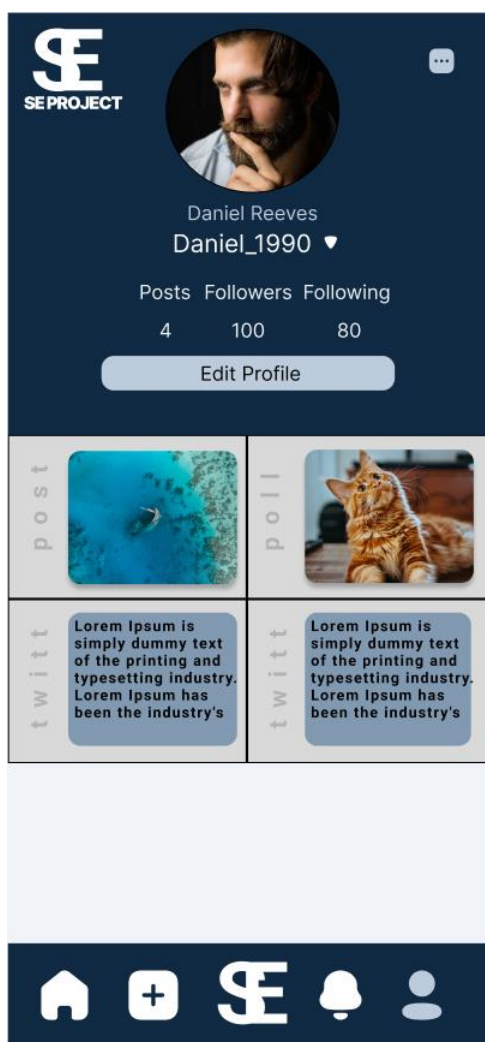 SE
SE PROJECT
Daniel Reeves
Daniel_1990
Posts Followers Following
4 100 80
Edit Profile
post
poll
twitt
Lorem Ipsum is
simply dummy text
of the printing and
typesetting industry.
Lorem Ipsum has
been the industry's
twitt
Lorem Ipsum is
simply dummy text
of the printing and
typesetting industry.
Lorem Ipsum has
been the industry's
SE